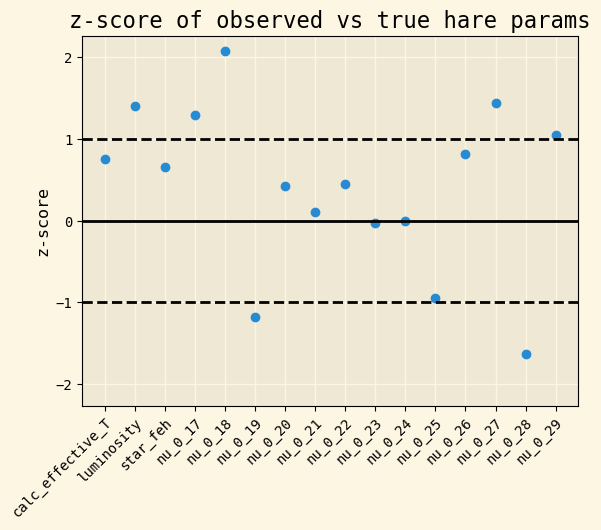 z-score of observed vs true hare params
z-score
2
1
0
−1
−2
calc_effective_T
luminosity
star_feh
nu_0_17
nu_0_18
nu_0_19
nu_0_20
nu_0_21
nu_0_22
nu_0_23
nu_0_24
nu_0_25
nu_0_26
nu_0_27
nu_0_28
nu_0_29